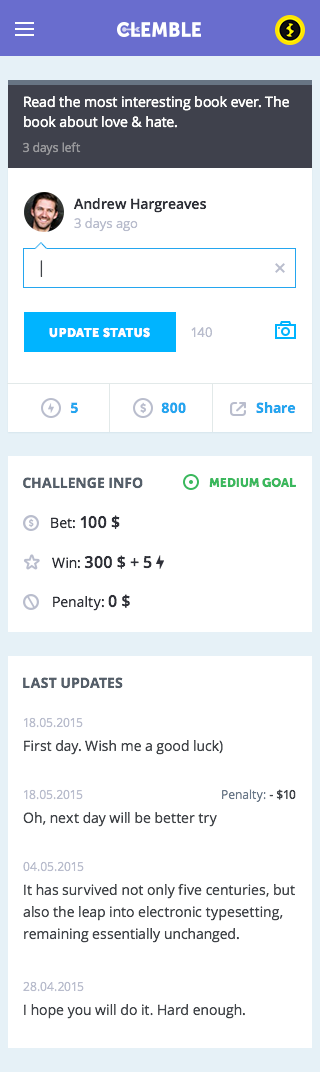 CLEMBLE
Read the most interesting book ever. The
book about love & hate.
3 days left
Andrew Hargreaves
3 days ago
UPDATE STATUS 140
5 800 Share
CHALLENGE INFO MEDIUM GOAL
Bet: 100 $
Win: 300 $ + 5
Penalty: 0 $
LAST UPDATES
18.05.2015
First day. Wish me a good luck)
18.05.2015 Penalty: - $10
Oh, next day will be better try
04.05.2015
It has survived not only five centuries, but
also the leap into electronic typesetting,
remaining essentially unchanged.
28.04.2015
I hope you will do it. Hard enough.